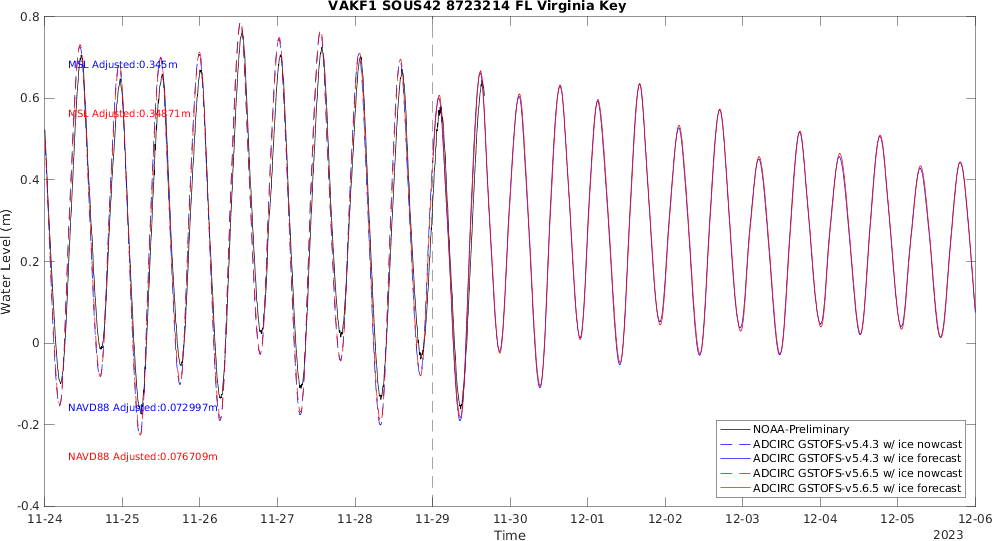 VAKF1 SOUS42 8723214 FL Virginia Key
Water Level (m)
0.8
0.6
0.4
0.2
0
-0.2
-0.4
MSL Adjusted:0.345m
MSL Adjusted:0.34871m
NAVD88 Adjusted:0.072997m
NAVD88 Adjusted:0.076709m
NOAA-Preliminary
ADCIRC GSTOFS-v5.4.3 w/ ice nowcast
ADCIRC GSTOFS-v5.4.3 w/ ice forecast
ADCIRC GSTOFS-v5.6.5 w/ ice nowcast
ADCIRC GSTOFS-v5.6.5 w/ ice forecast
11-24 11-25 11-26 11-27 11-28 11-29 11-30 12-01 12-02 12-03 12-04 12-05 12-06
Time
2023